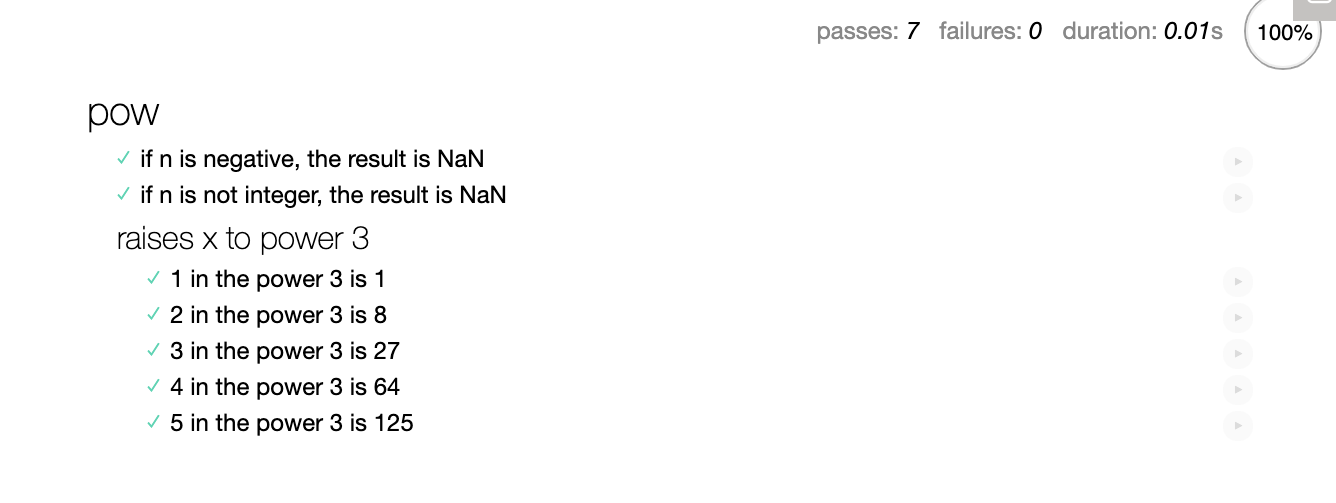 passes: 7 failures: 0 duration: 0.01s 100%
pow
✓ if n is negative, the result is NaN
✓ if n is not integer, the result is NaN
raises x to power 3
✓ 1 in the power 3 is 1
✓ 2 in the power 3 is 8
✓ 3 in the power 3 is 27
✓ 4 in the power 3 is 64
✓ 5 in the power 3 is 125